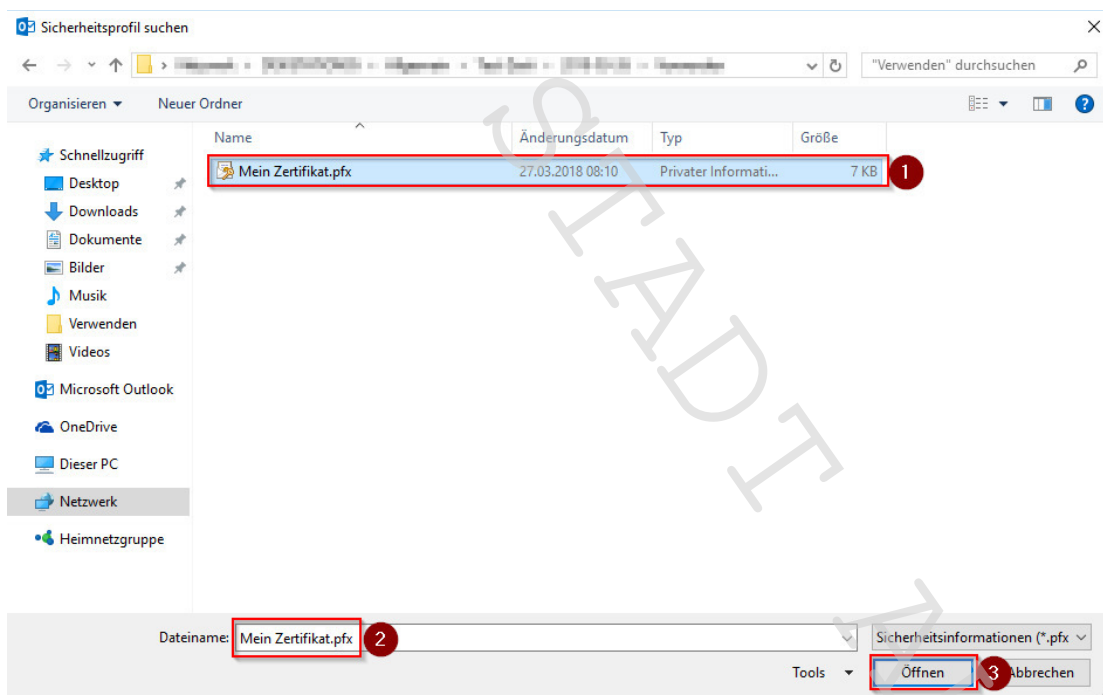 Sicherheitsprofil suchen
"Verwenden" durchsuchen
Organisieren Neuer Ordner
Name Änderungsdatum Typ Größe
Mein Zertifikat.pfx 27.03.2018 08:10 Privater Informati... 7 KB 1
Schnellzugriff
Desktop
Downloads
Dokumente
Bilder
Musik
Verwenden
Videos
Microsoft Outlook
OneDrive
Dieser PC
Netzwerk
Heimnetzgruppe
Dateiname: Mein Zertifikat.pfx 2 Sicherheitsinformationen (*.pfx
Tools Öffnen 3 Abbrechen
STADT A